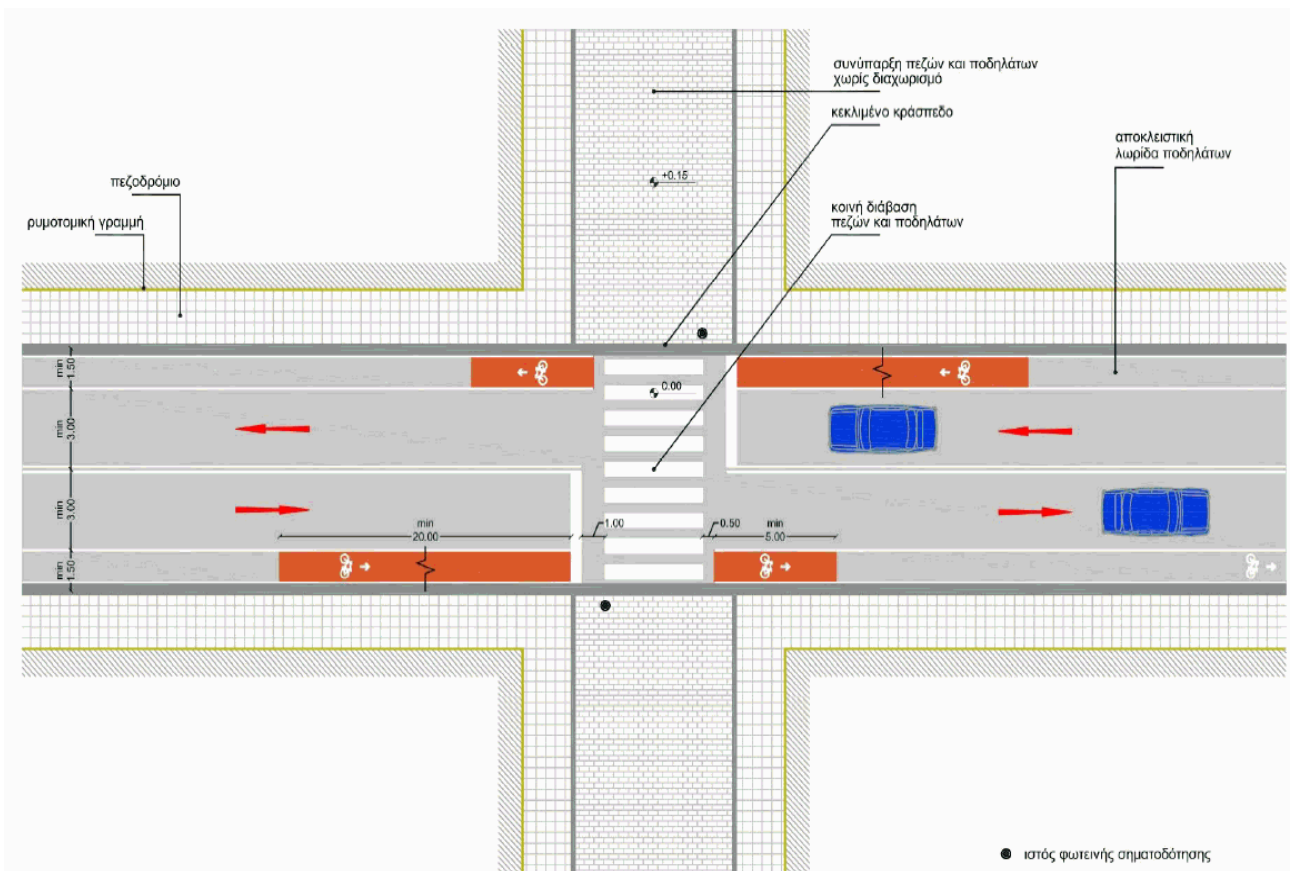 συνύπαρξη πεζών και ποδηλάτων
χωρίς διαχωρισμό
κεκλιμένο κράσπεδο
αποκλειστική
λωρίδα ποδηλάτων
πεζοδρόμιο
+0.15
κοινή διάβαση
πεζών και ποδηλάτων
ρυμοτομική γραμμή
min
1.50
0.00
min
3.00
min
3.00
min
20.00
1.00
0.50
min
5.00
min
1.50
ιστός φωτεινής σηματοδότησης